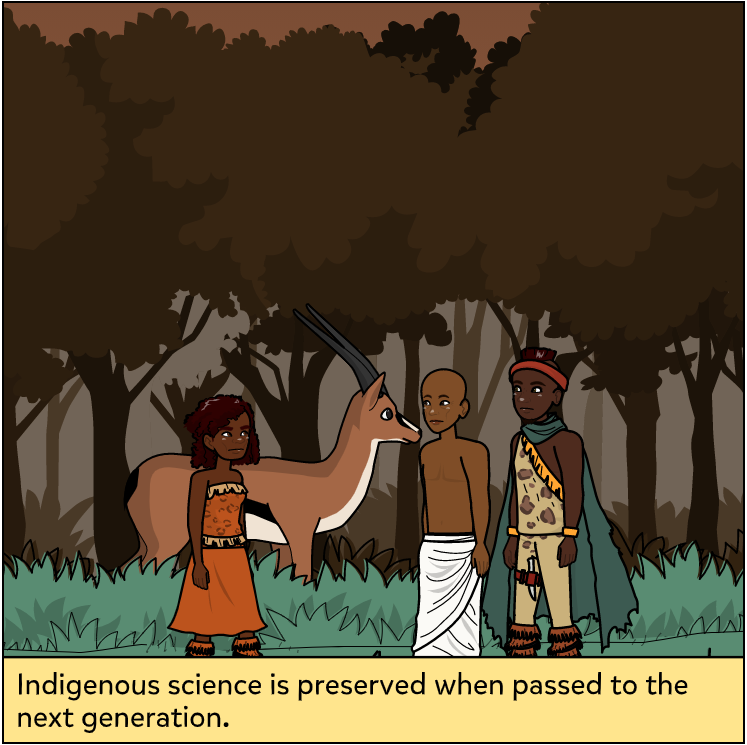 Indigenous science is preserved when passed to the
next generation.